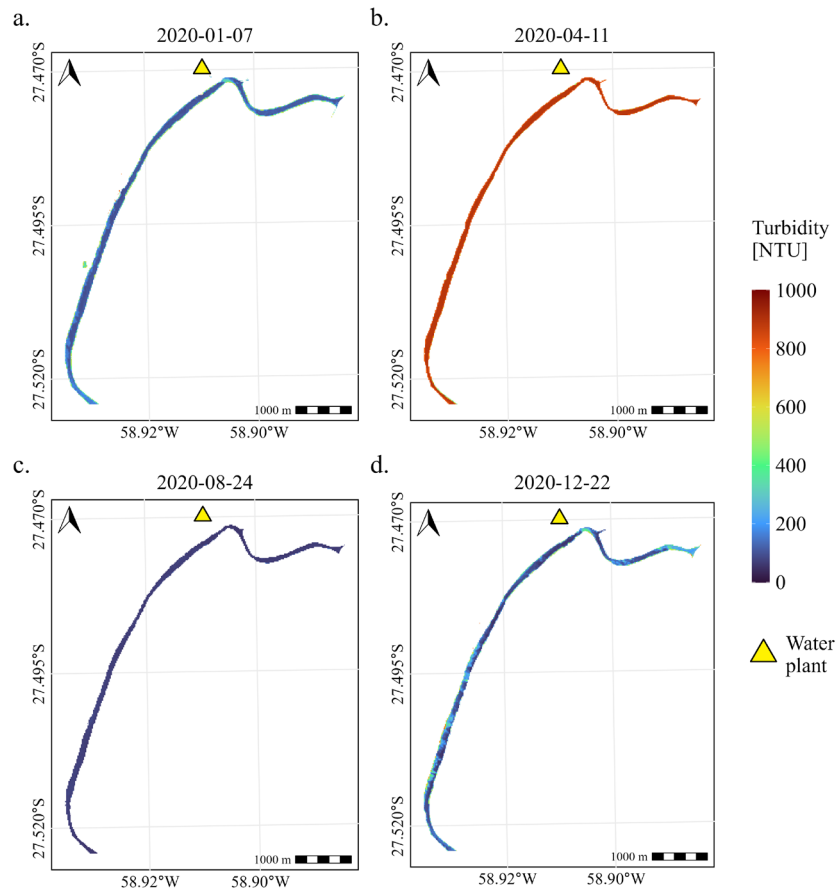 a.
2020-01-07
27.470°S
27.495°S
27.520°S
1000 m
58.92°W
58.90°W
b.
2020-04-11
27.470°S
27.495°S
27.520°S
1000 m
58.92°W
58.90°W
Turbidity
[NTU]
1000
800
600
400
200
0
Water
plant
c.
2020-08-24
27.470°S
27.495°S
27.520°S
1000 m
58.92°W
58.90°W
d.
2020-12-22
27.470°S
27.495°S
27.520°S
1000 m
58.92°W
58.90°W